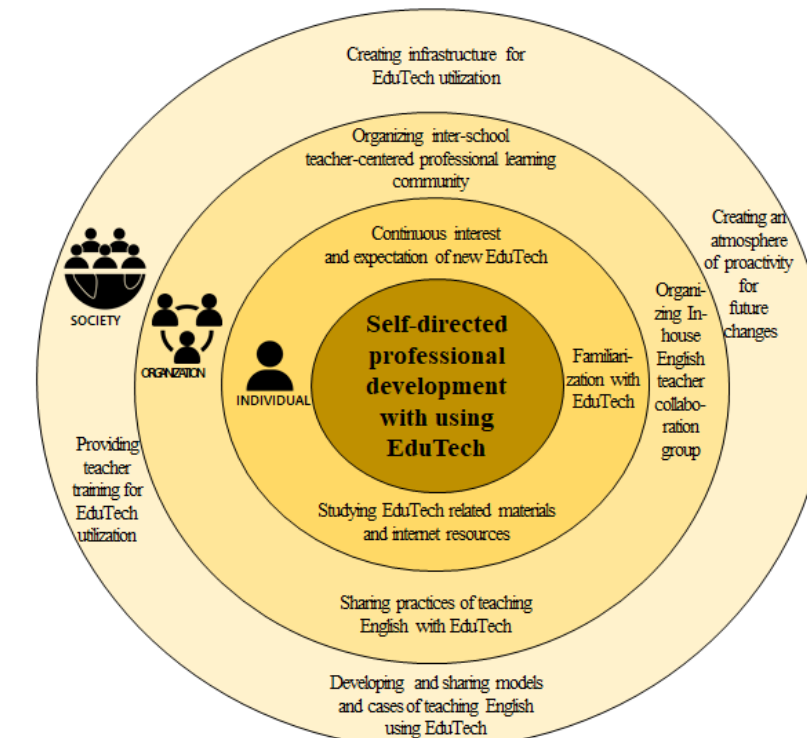 Creating infrastructure for
EduTech utilization
Organizing inter-school
teacher-centered professional learning
community
Continuous interest
and expectation of new EduTech
Creating an
atmosphere
of proactivity
for
future
changes
SOCIETY
ORGANIZATION
INDIVIDUAL
Self-directed
professional
development
with using
EduTech
Familiari-
zation with
EduTech
Organi-
zing In-
house
English
teacher
collabo-
ration
group
Providing
teacher
training for
EduTech
utilization
Studying EduTech related materials
and internet resources
Sharing practices of teaching
English with EduTech
Developing and sharing models
and cases of teaching English
using EduTech